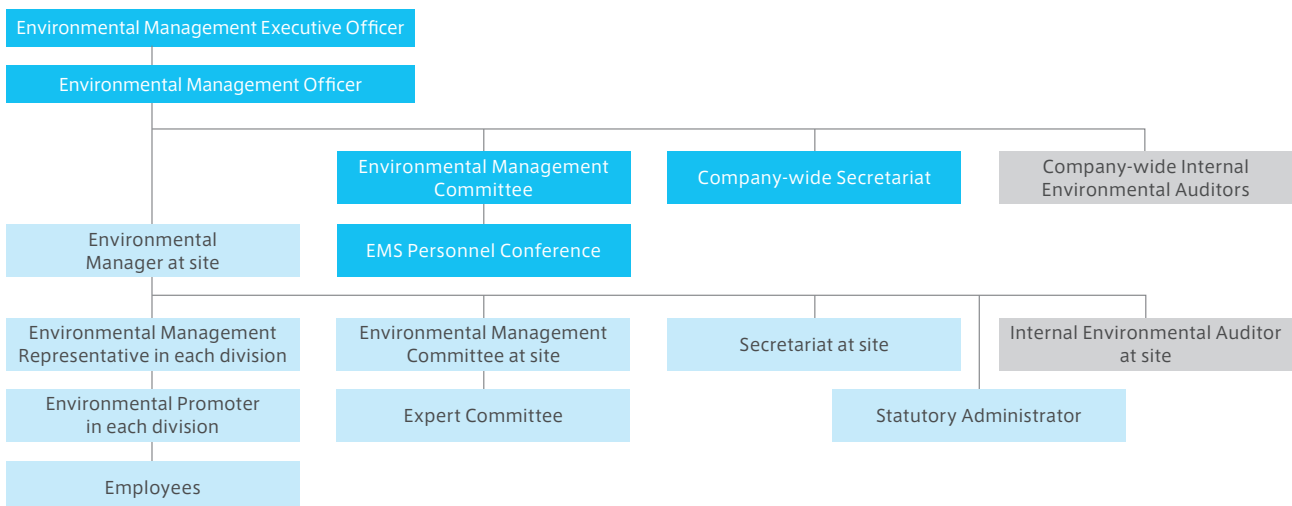 Environmental Management Executive Officer
Environmental Management Officer
Environmental Management
Committee
Company-wide Secretariat
Company-wide Internal
Environmental Auditors
Environmental
Manager at site
EMS Personnel Conference
Environmental Management
Representative in each division
Environmental Management
Committee at site
Secretariat at site
Internal Environmental Auditor
at site
Environmental Promoter
in each division
Expert Committee
Statutory Administrator
Employees